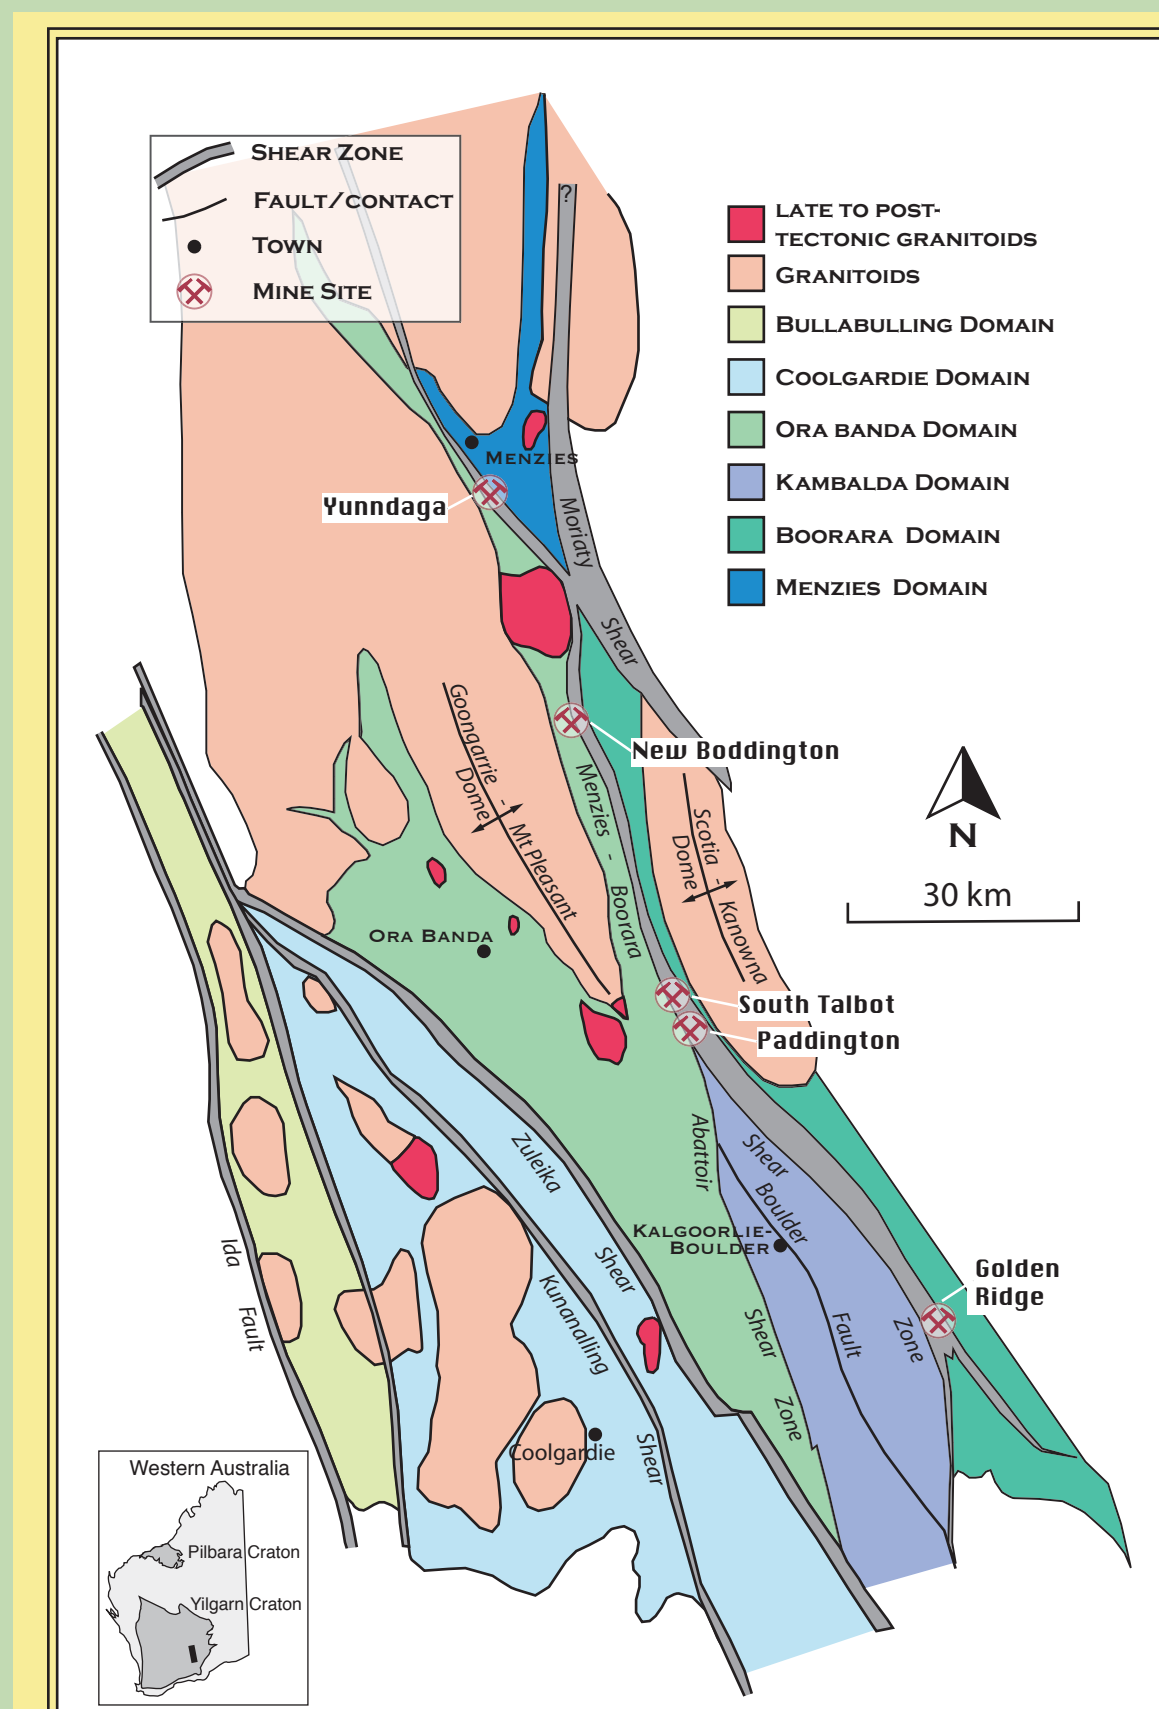 SHEAR ZONE
FAULT/CONTACT
TOWN
MINE SITE
?
LATE TO POST-
TECTONIC GRANITOIDS
GRANITOIDS
BULLABULLING DOMAIN
COOLGARDIE DOMAIN
ORA BANDA DOMAIN
KAMBALDA DOMAIN
BOORARA DOMAIN
MENZIES DOMAIN
MENZIES
Yunndaga
Moriaty
Shear
New Boddington
Goongarrie -
Mt Pleasant
Dome
Menzies -
Boorara
Shear
Zone
Scotia -
Kanowna
Dome
N
30 km
ORA BANDA
South Talbot
Paddington
Zuleika
Shear
Abattoir
Shear
Zone
Boulder
Fault
KALGOORLIE-
BOULDER
Golden
Ridge
Ida
Fault
Kunanalling
Shear
Coolgardie
Western Australia
Pilbara Craton
Yilgarn Craton